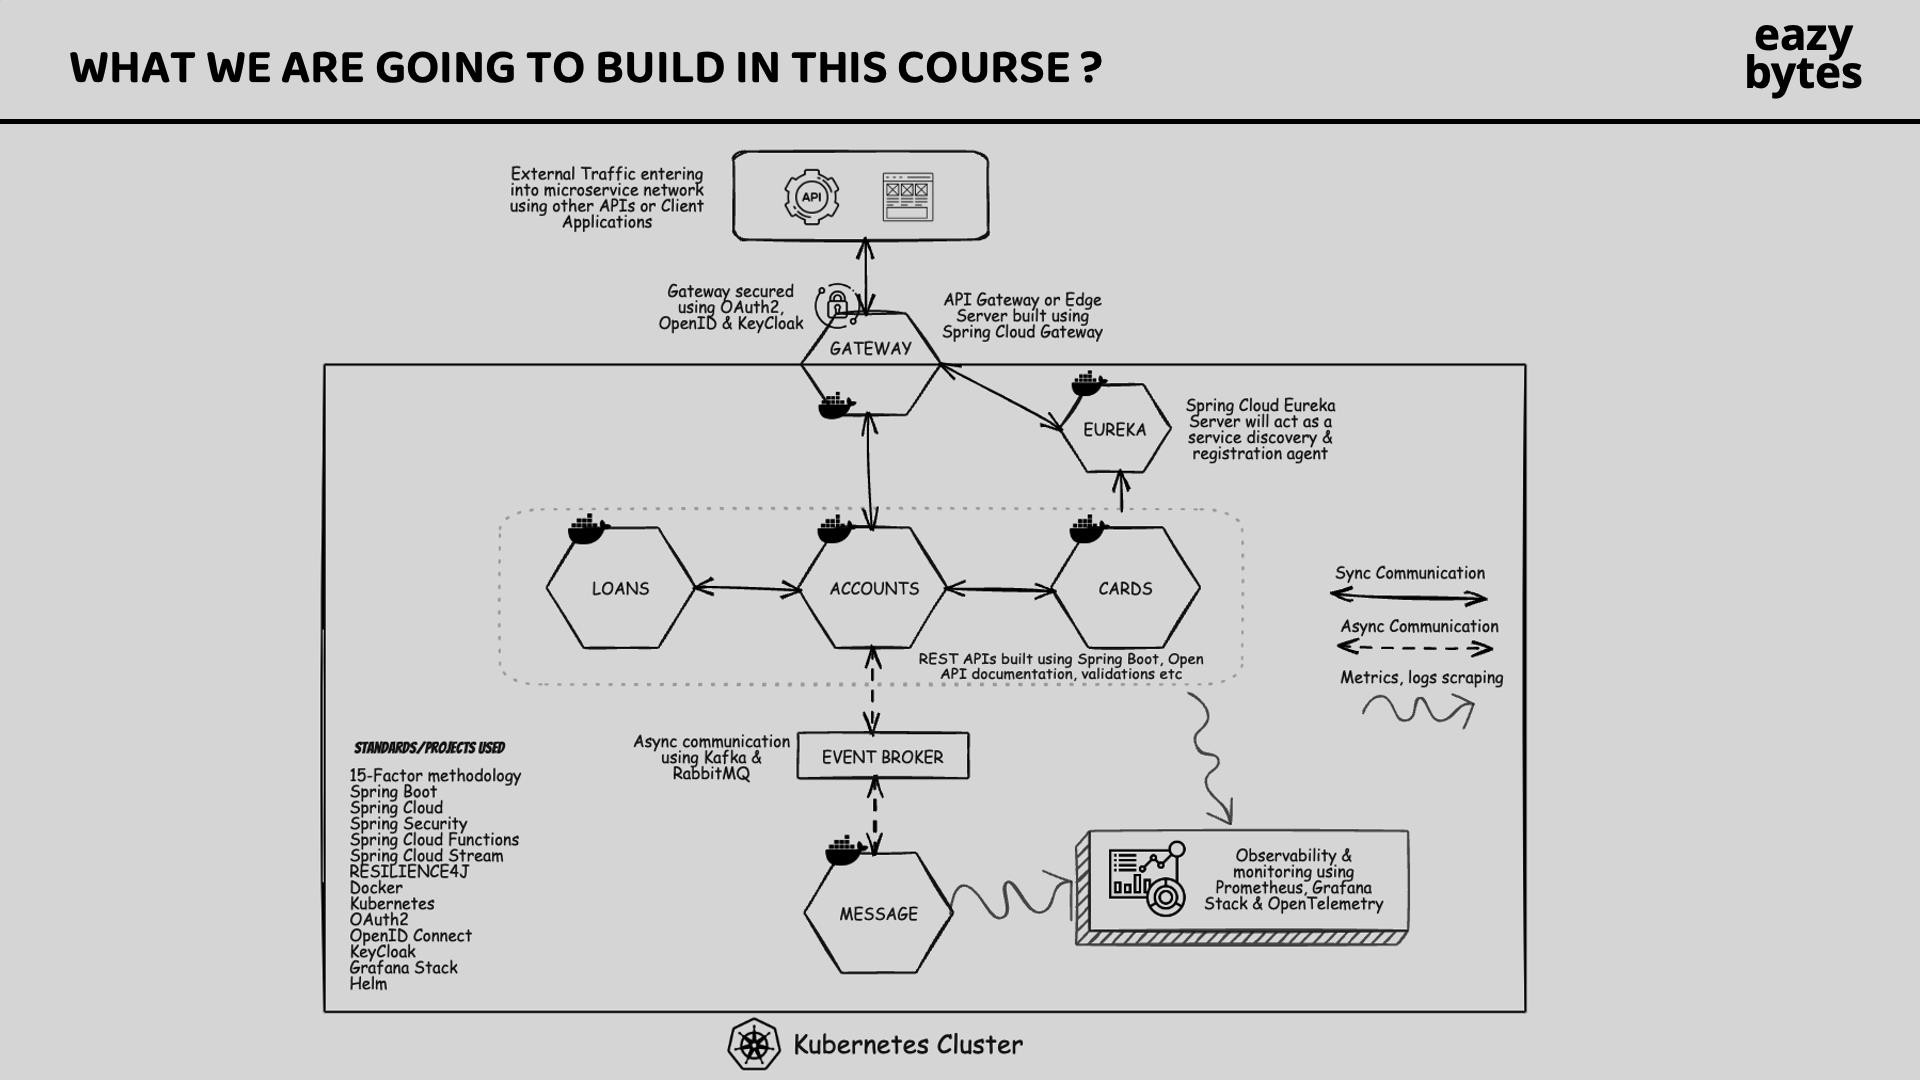 WHAT WE ARE GOING TO BUILD IN THIS COURSE ?
eazy
bytes
External Traffic entering
into microservice network
using other APIs or Client
Applications
API
Gateway secured
using OAuth2,
OpenID & KeyCloak
API Gateway or Edge
Server built using
Spring Cloud Gateway
GATEWAY
EUREKA
Spring Cloud Eureka
Server will act as a
service discovery &
registration agent
LOANS
ACCOUNTS
CARDS
REST APIs built using Spring Boot, Open
API documentation, validations etc
Sync Communication
Async Communication
Metrics, logs scraping
Async communication
using Kafka &
RabbitMQ
EVENT BROKER
STANDARDS/PROJECTS USED
15-Factor methodology
Spring Boot
Spring Cloud
Spring Security
Spring Cloud Functions
Spring Cloud Stream
RESILIENCE4J
Docker
Kubernetes
OAuth2
OpenID Connect
KeyCloak
Grafana Stack
Helm
MESSAGE
Observability &
monitoring using
Prometheus, Grafana
Stack & OpenTelemetry
Kubernetes Cluster